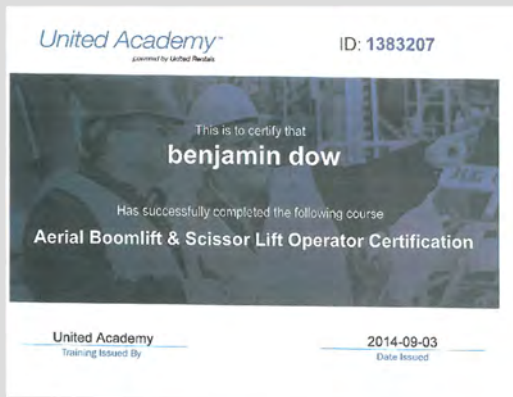 United Academy
ID: 1383207
powered by United Rentals
This is to certify that
benjamin dow
Has successfully completed the following course
Aerial Boomlift & Scissor Lift Operator Certification
United Academy
Training Issued By
2014-09-03
Date Issued